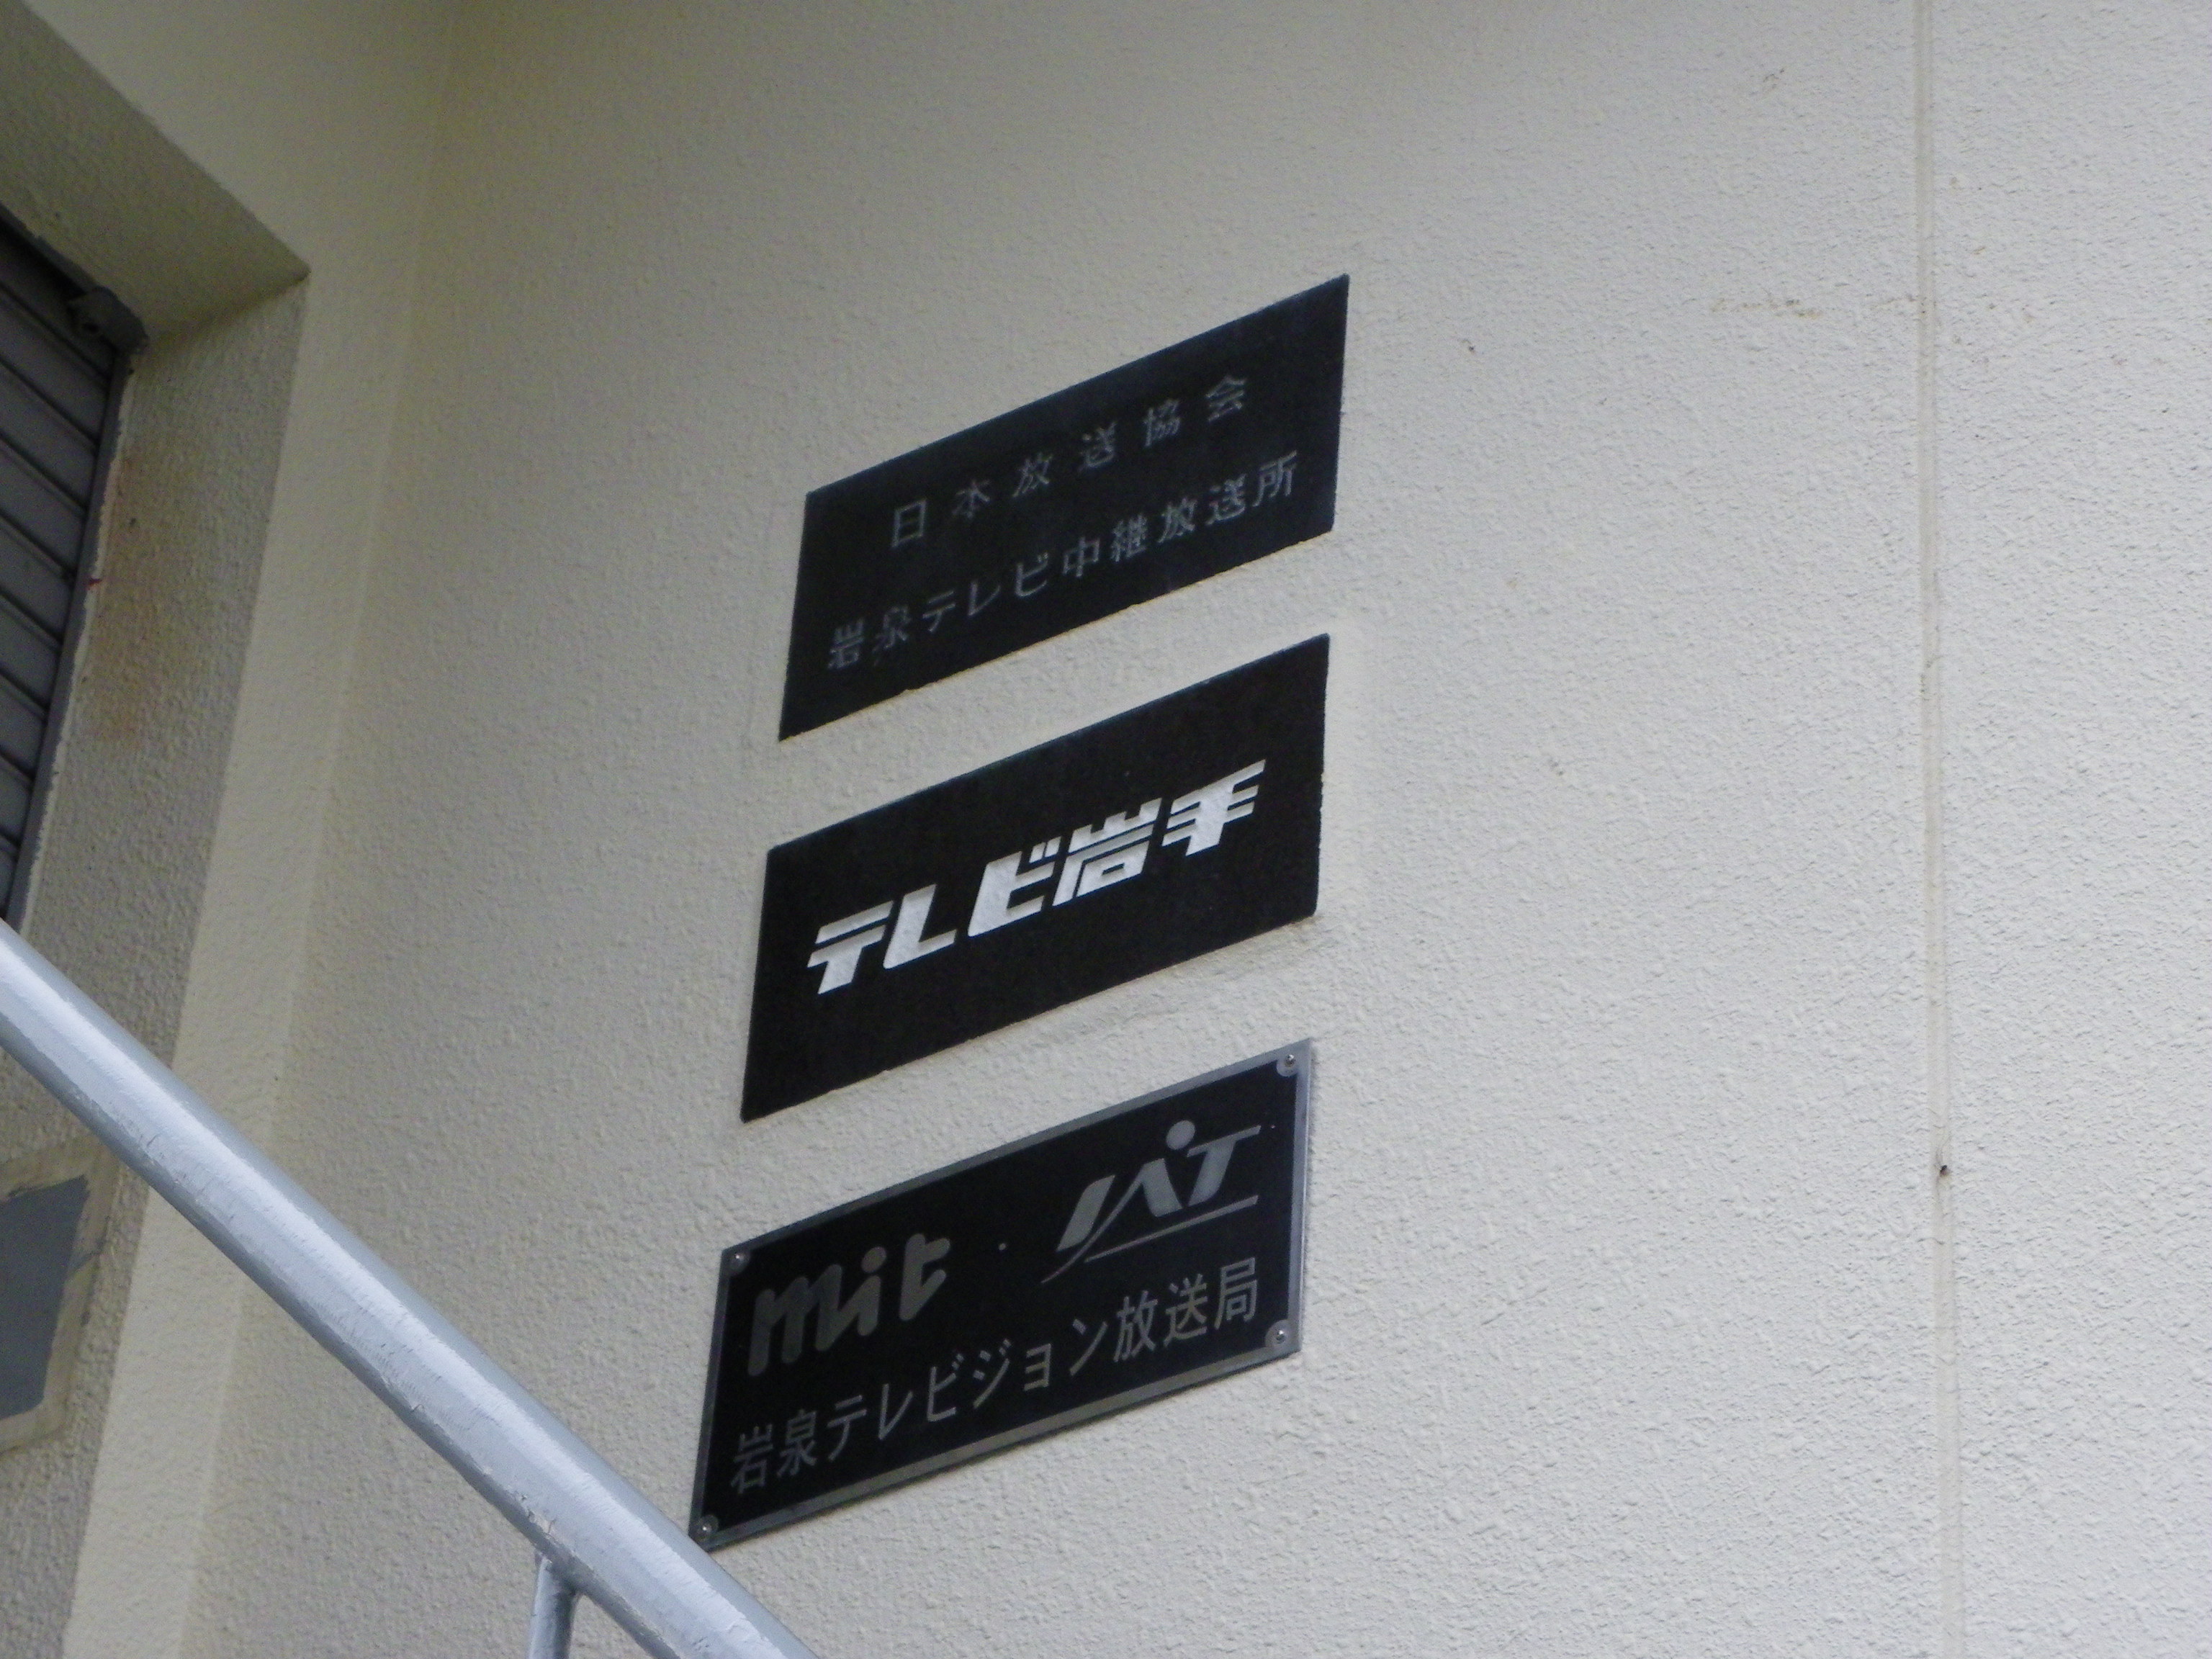 日本放送協会
岩泉テレビ中継放送所
テレビ岩手
mit・IAT
岩泉テレビジョン放送局